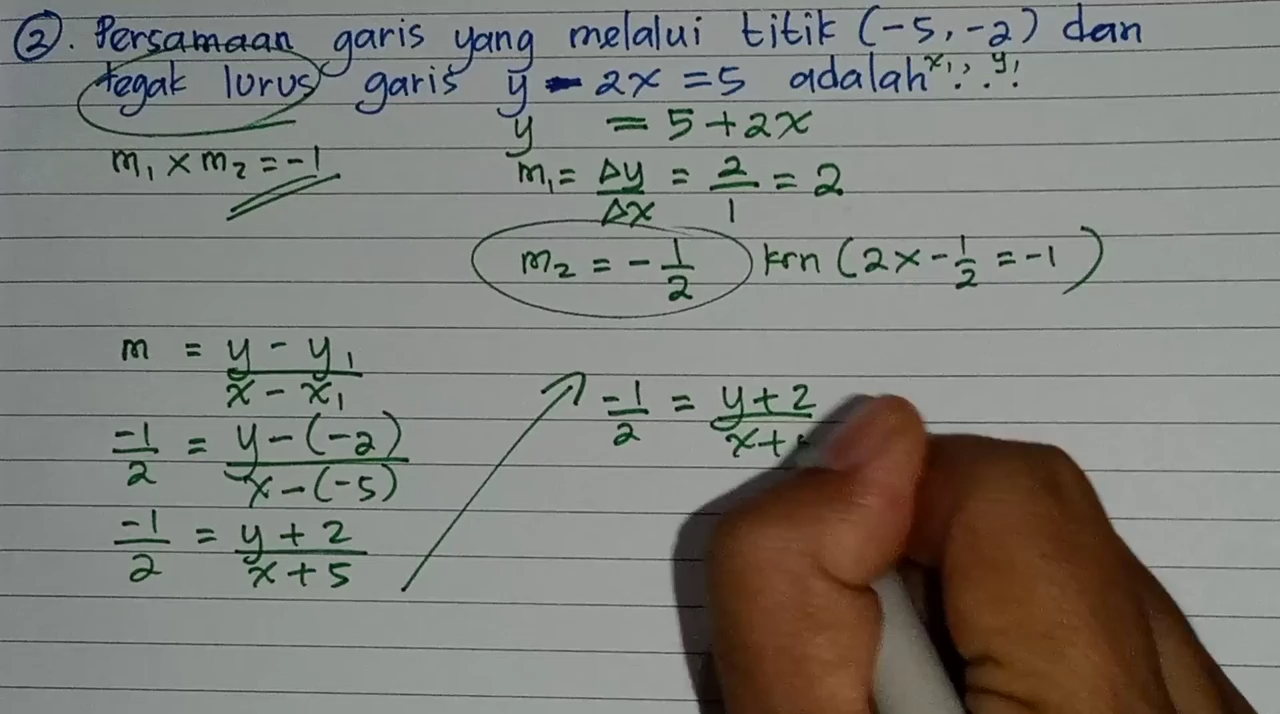 ②. Persamaan garis yang melalui titik (-5, -2) dan
tegak lurus garis y - 2x = 5 adalah...
x₁, y₁
y = 5 + 2x
m₁ x m₂ = -1
m₁ = Δy/Δx = 2/1 = 2
m₂ = - 1/2 krn (2 x - 1/2 = -1)
m = y - y₁ / x - x₁
-1/2 = y - (-2) / x - (-5)
-1/2 = y + 2 / x + 5
-1/2 = y + 2 / x +